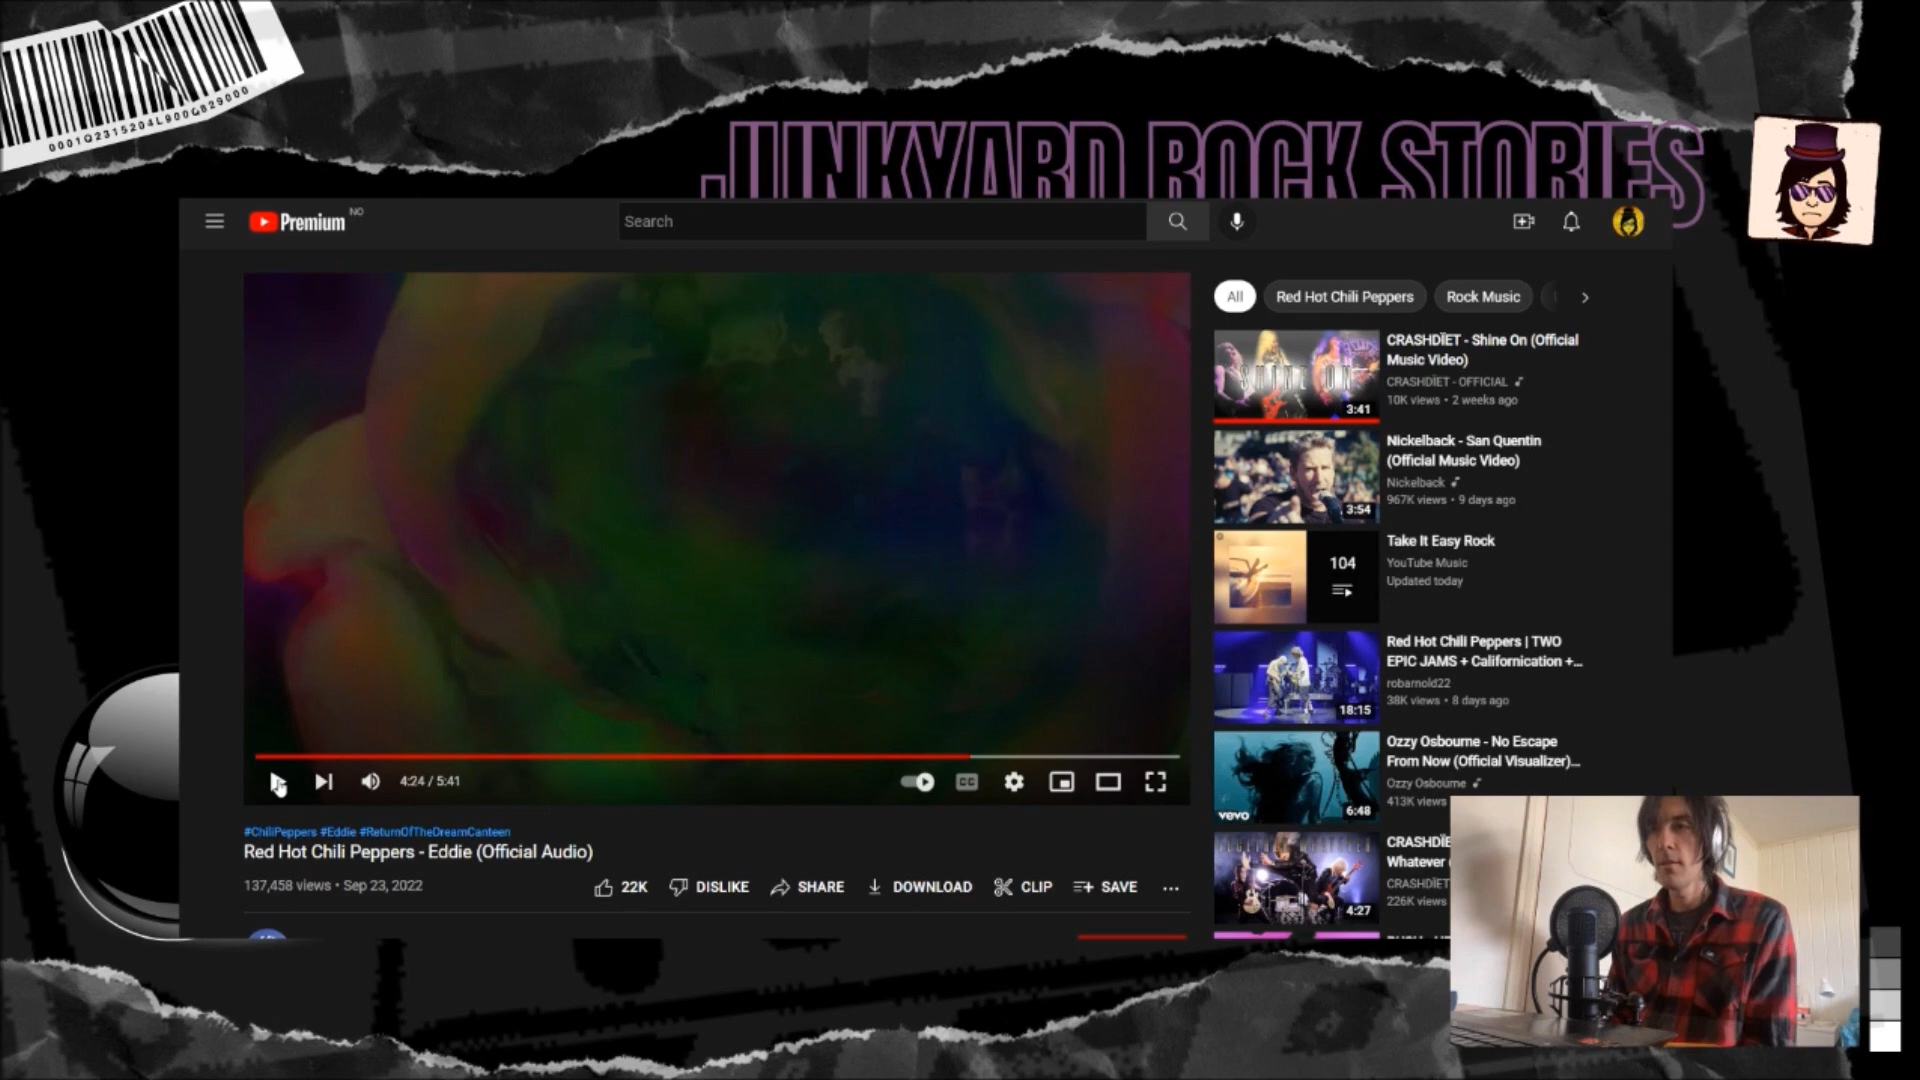 0001Q2315204L900G829000
JUNKYARD ROCK STORIES
Premium NO
Search
All
Red Hot Chili Peppers
Rock Music
CRASHDÏET - Shine On (Official
Music Video)
CRASHDÏET - OFFICIAL
10K views • 2 weeks ago
SHINE ON
3:41
Nickelback - San Quentin
(Official Music Video)
Nickelback
967K views • 9 days ago
3:54
Take It Easy Rock
YouTube Music
Updated today
104
Red Hot Chili Peppers | TWO
EPIC JAMS + Californication +...
robarnold22
38K views • 8 days ago
18:15
Ozzy Osbourne - No Escape
From Now (Official Visualizer)...
Ozzy Osbourne
413K views
vevo
6:48
CRASHDÏE
Whatever
CRASHDÏET
226K views
4:27
4:24 / 5:41
CC
#ChiliPeppers #Eddie #ReturnOfTheDreamCanteen
Red Hot Chili Peppers - Eddie (Official Audio)
137,458 views • Sep 23, 2022
22K
DISLIKE
SHARE
DOWNLOAD
CLIP
SAVE
...